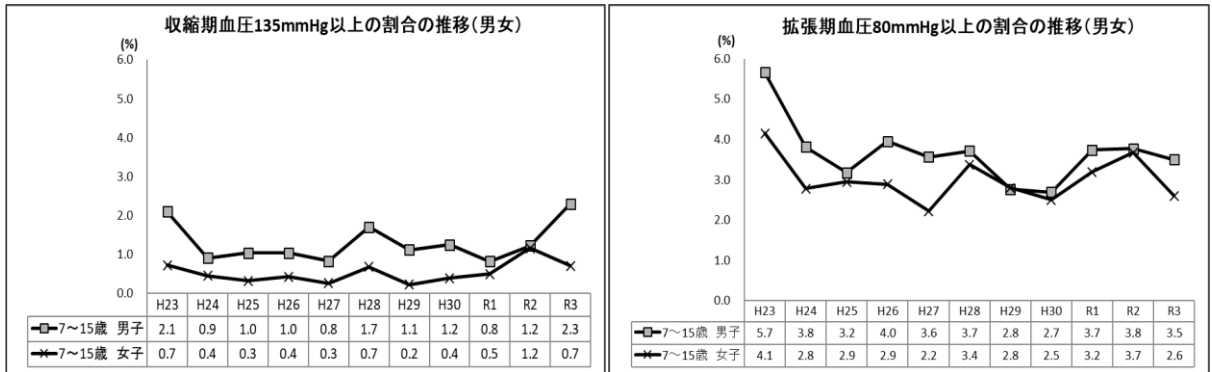 収縮期血圧135mmHg以上の割合の推移(男女)
(%)
6.0
5.0
4.0
3.0
2.0
1.0
0.0
H23 H24 H25 H26 H27 H28 H29 H30 R1 R2 R3
7～15歳 男子 2.1 0.9 1.0 1.0 0.8 1.7 1.1 1.2 0.8 1.2 2.3
7～15歳 女子 0.7 0.4 0.3 0.4 0.3 0.7 0.2 0.4 0.5 1.2 0.7
拡張期血圧80mmHg以上の割合の推移(男女)
(%)
6.0
5.0
4.0
3.0
2.0
1.0
0.0
H23 H24 H25 H26 H27 H28 H29 H30 R1 R2 R3
7～15歳 男子 5.7 3.8 3.2 4.0 3.6 3.7 2.8 2.7 3.7 3.8 3.5
7～15歳 女子 4.1 2.8 2.9 2.9 2.2 3.4 2.8 2.5 3.2 3.7 2.6